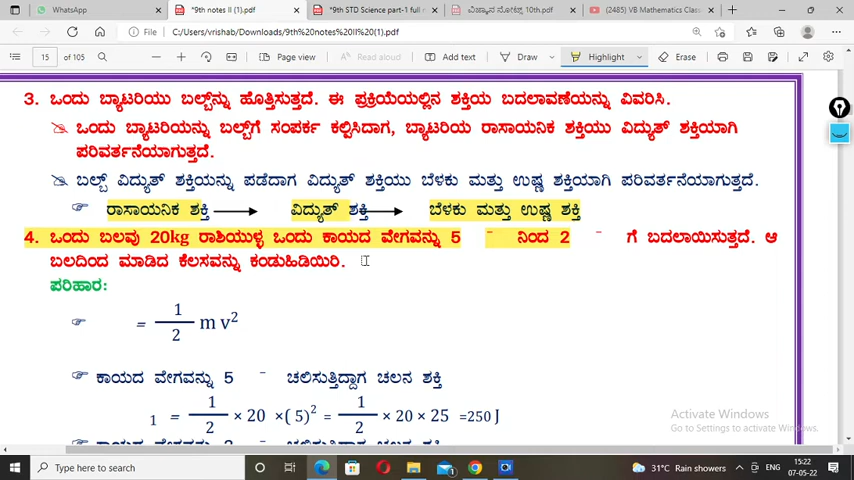 WhatsApp
*9th notes II (1).pdf
*9th STD Science part-1 full n
ವಿಜ್ಞಾನ ನೋಟ್ಸ್ 10th.pdf
(2485) VB Mathematics Class
File C:/Users/vrishab/Downloads/9th%20notes%20II%20(1).pdf
15 of 105 Page view Read aloud Add text Draw Highlight Erase
3. ಒಂದು ಬ್ಯಾಟರಿಯು ಬಲ್ಬ್‌ನ್ನು ಹೊತ್ತಿಸುತ್ತದೆ. ಈ ಪ್ರಕ್ರಿಯೆಯಲ್ಲಿನ ಶಕ್ತಿಯ ಬದಲಾವಣೆಯನ್ನು ವಿವರಿಸಿ.
ಒಂದು ಬ್ಯಾಟರಿಯನ್ನು ಬಲ್ಬ್‌ಗೆ ಸಂಪರ್ಕ ಕಲ್ಪಿಸಿದಾಗ, ಬ್ಯಾಟರಿಯ ರಾಸಾಯನಿಕ ಶಕ್ತಿಯು ವಿದ್ಯುತ್ ಶಕ್ತಿಯಾಗಿ
ಪರಿವರ್ತನೆಯಾಗುತ್ತದೆ.
ಬಲ್ಬ್ ವಿದ್ಯುತ್ ಶಕ್ತಿಯನ್ನು ಪಡೆದಾಗ ವಿದ್ಯುತ್ ಶಕ್ತಿಯು ಬೆಳಕು ಮತ್ತು ಉಷ್ಣ ಶಕ್ತಿಯಾಗಿ ಪರಿವರ್ತನೆಯಾಗುತ್ತದೆ.
ರಾಸಾಯನಿಕ ಶಕ್ತಿ → ವಿದ್ಯುತ್ ಶಕ್ತಿ → ಬೆಳಕು ಮತ್ತು ಉಷ್ಣ ಶಕ್ತಿ
4. ಒಂದು ಬಲವು 20kg ರಾಶಿಯುಳ್ಳ ಒಂದು ಕಾಯದ ವೇಗವನ್ನು 5 ⁻ ನಿಂದ 2 ⁻ ಗೆ ಬದಲಾಯಿಸುತ್ತದೆ. ಆ
ಬಲದಿಂದ ಮಾಡಿದ ಕೆಲಸವನ್ನು ಕಂಡುಹಿಡಿಯಿರಿ.
ಪರಿಹಾರ:
= 1/2 m v²
ಕಾಯದ ವೇಗವನ್ನು 5 ⁻ ಚಲಿಸುತ್ತಿದ್ದಾಗ ಚಲನ ಶಕ್ತಿ
₁ = 1/2 × 20 ×( 5)² = 1/2 × 20 × 25 =250 J
Activate Windows
Go to Settings to activate Windows.
Type here to search
31°C Rain showers
ENG
15:22
07-05-22